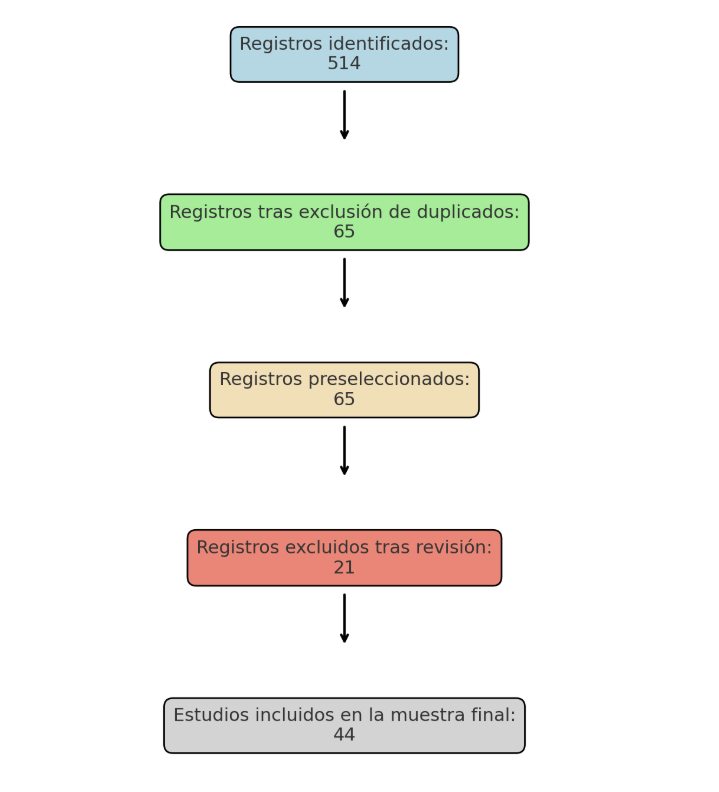 Registros identificados:
514
Registros tras exclusión de duplicados:
65
Registros preseleccionados:
65
Registros excluidos tras revisión:
21
Estudios incluidos en la muestra final:
44